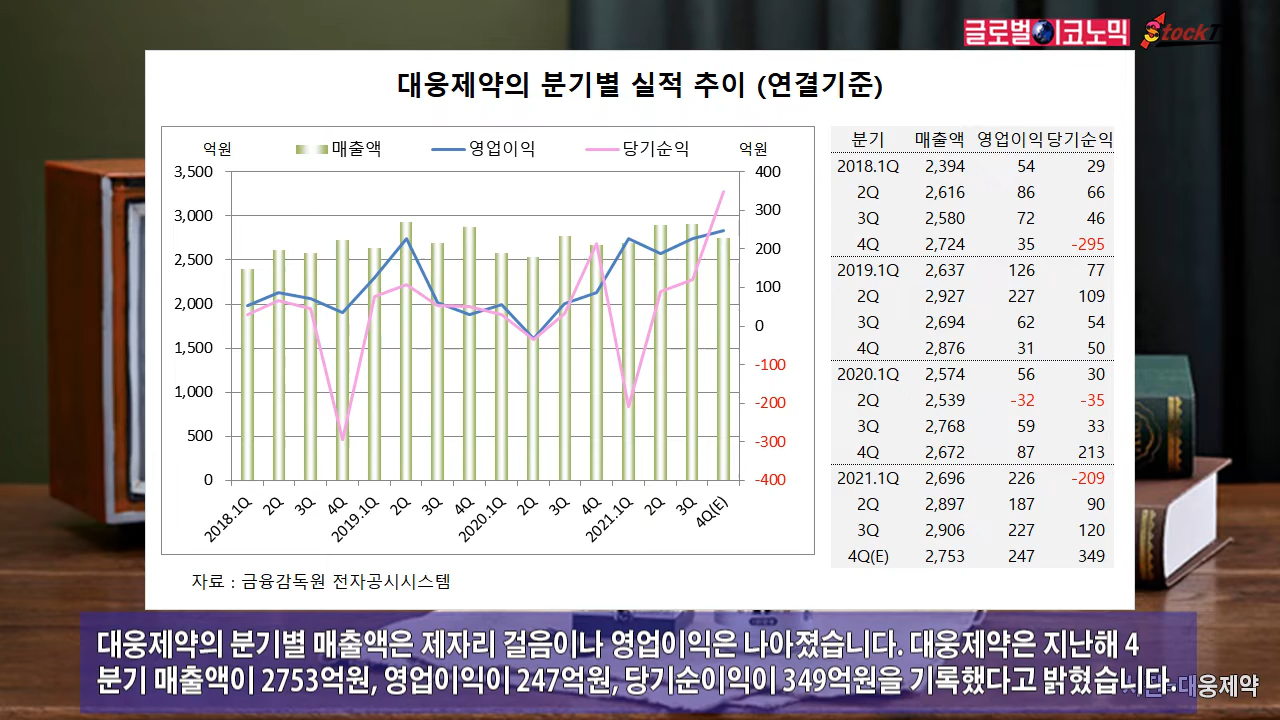 글로벌이코노믹 StockT
대웅제약의 분기별 실적 추이 (연결기준)
억원 매출액 영업이익 당기순익 억원
3,500 400
3,000 300
2,500 200
2,000 100
1,500 0
1,000 -100
500 -200
0 -300
-400
2018.1Q 2Q 3Q 4Q 2019.1Q 2Q 3Q 4Q 2020.1Q 2Q 3Q 4Q 2021.1Q 2Q 3Q 4Q(E)
분기 매출액 영업이익 당기순익
2018.1Q 2,394 54 29
2Q 2,616 86 66
3Q 2,580 72 46
4Q 2,724 35 -295
2019.1Q 2,637 126 77
2Q 2,927 227 109
3Q 2,694 62 54
4Q 2,876 31 50
2020.1Q 2,574 56 30
2Q 2,539 -32 -35
3Q 2,768 59 33
4Q 2,672 87 213
2021.1Q 2,696 226 -209
2Q 2,897 187 90
3Q 2,906 227 120
4Q(E) 2,753 247 349
자료 : 금융감독원 전자공시시스템
대웅제약의 분기별 매출액은 제자리 걸음이나 영업이익은 나아졌습니다. 대웅제약은 지난해 4
분기 매출액이 2753억원, 영업이익이 247억원, 당기순이익이 349억원을 기록했다고 밝혔습니다.
대웅제약